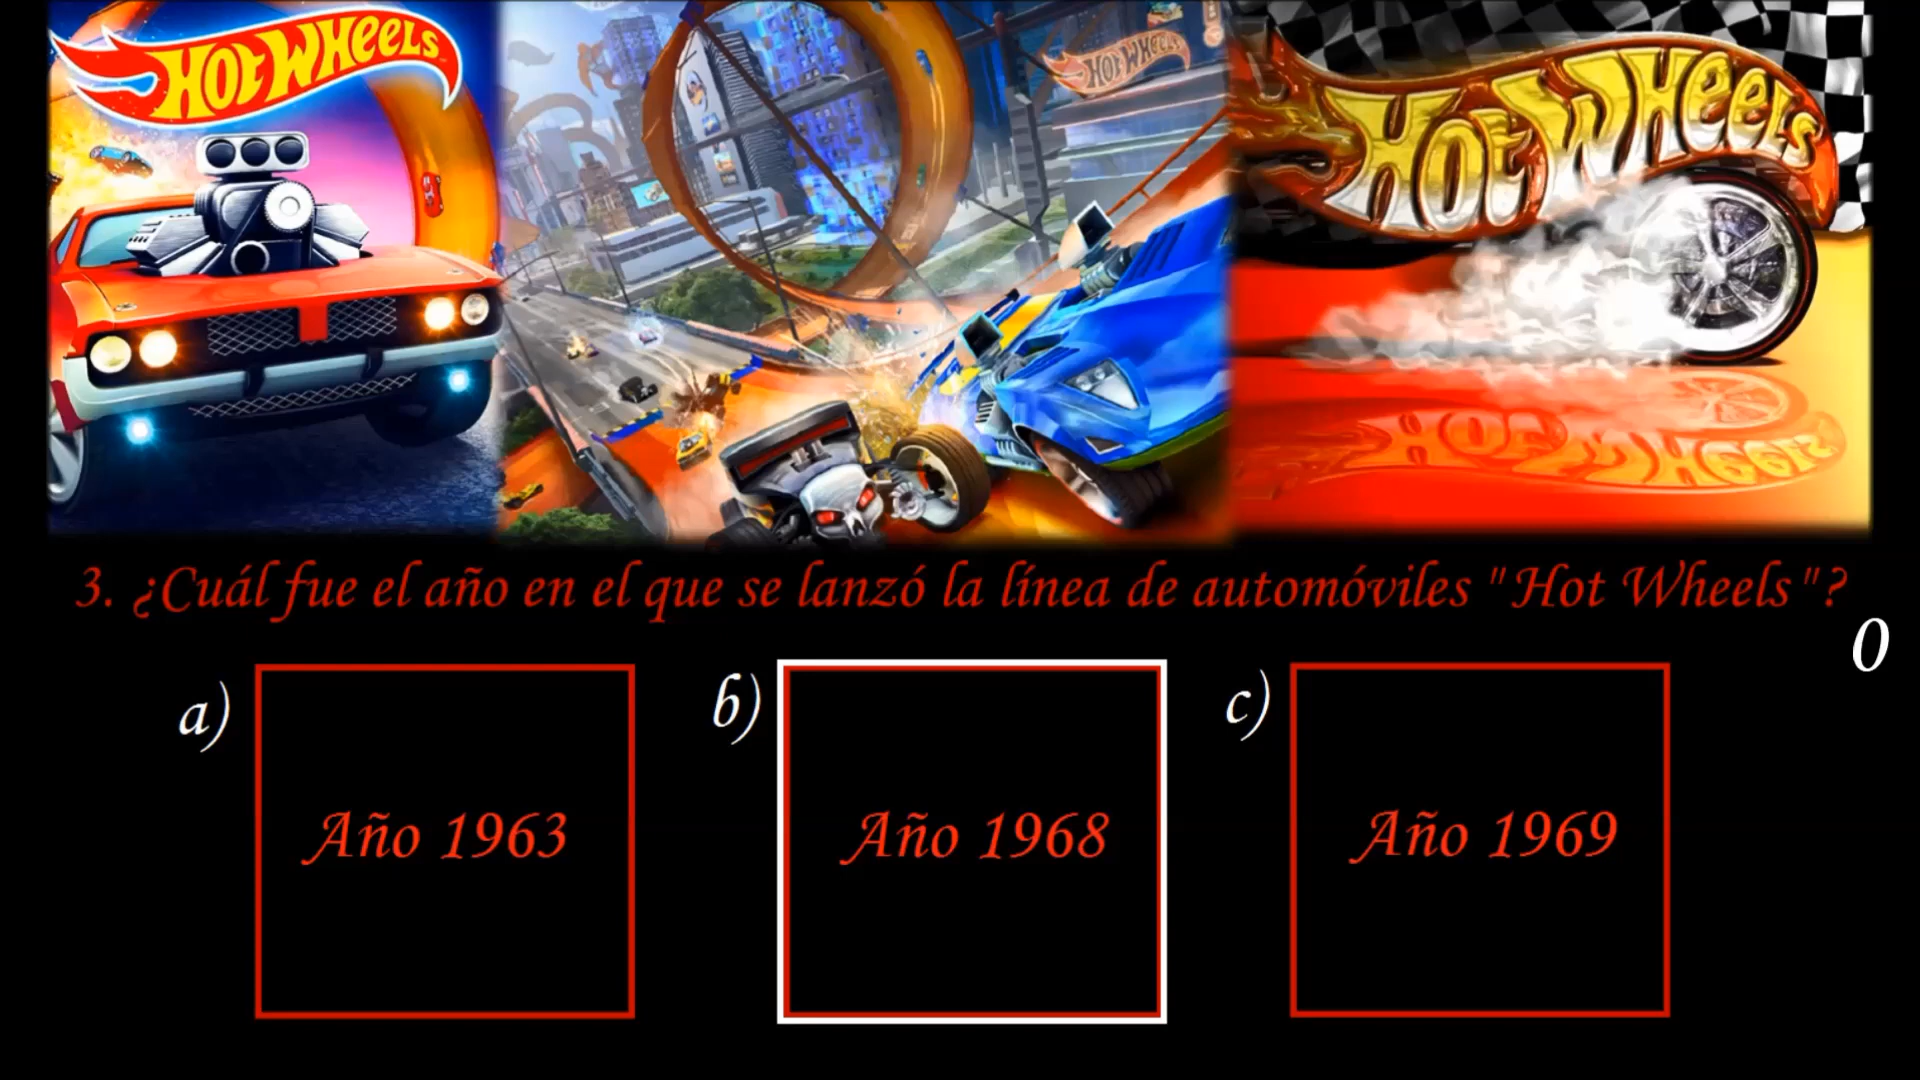 HOT WHEELS
HOT WHEELS
HOT WHEELS
3. ¿Cuál fue el año en el que se lanzó la línea de automóviles "Hot Wheels"?
0
a)
Año 1963
b)
Año 1968
c)
Año 1969